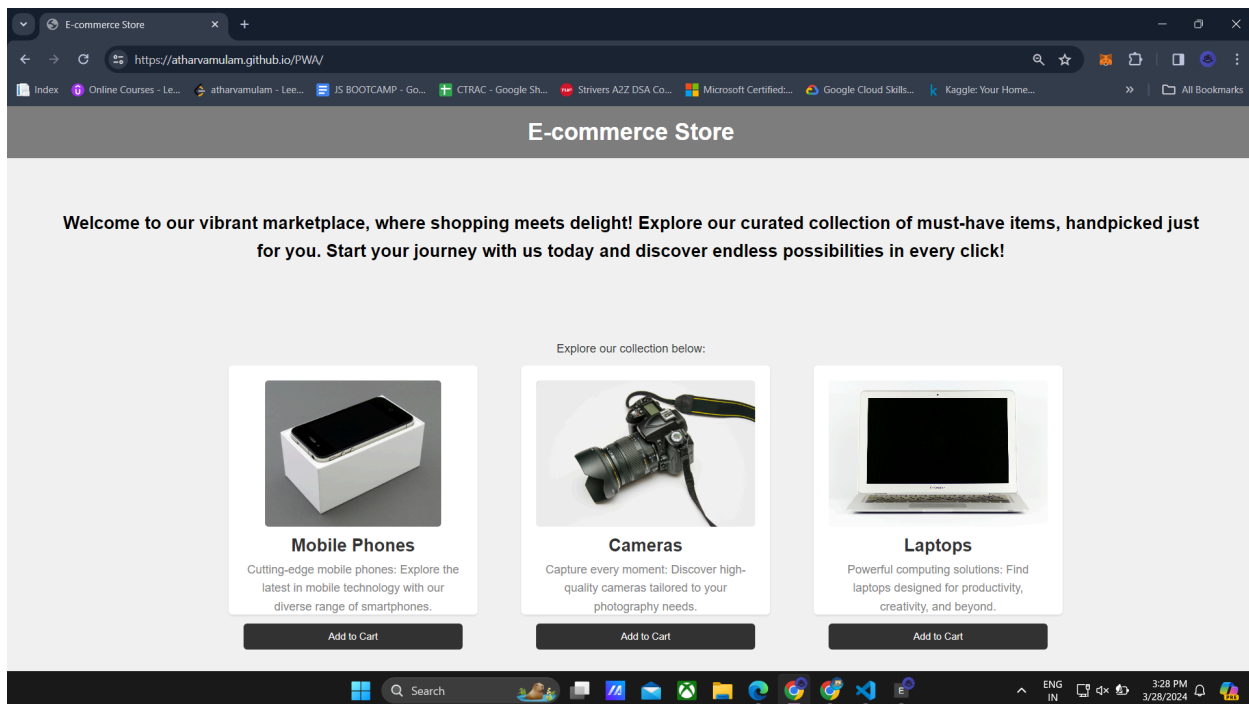 E-commerce Store
https://atharvamulam.github.io/PWA/
Index Online Courses - Le... atharvamulam - Lee... JS BOOTCAMP - Go... CTRAC - Google Sh... Strivers A2Z DSA Co... Microsoft Certified:... Google Cloud Skills... Kaggle: Your Home... » All Bookmarks
E-commerce Store
Welcome to our vibrant marketplace, where shopping meets delight! Explore our curated collection of must-have items, handpicked just
for you. Start your journey with us today and discover endless possibilities in every click!
Explore our collection below:
Mobile Phones
Cutting-edge mobile phones: Explore the
latest in mobile technology with our
diverse range of smartphones.
Add to Cart
Cameras
Capture every moment: Discover high-
quality cameras tailored to your
photography needs.
Add to Cart
Laptops
Powerful computing solutions: Find
laptops designed for productivity,
creativity, and beyond.
Add to Cart
Search
ENG
IN
3:28 PM
3/28/2024